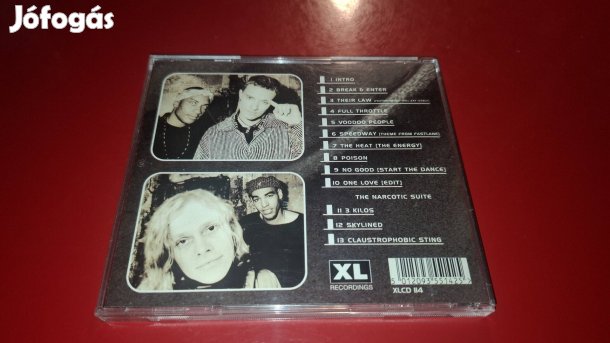 Jófogás
1 INTRO
2 BREAK & ENTER
3 THEIR LAW
4 FULL THROTTLE
5 VOODOO PEOPLE
6 SPEEDWAY (THEME FROM FASTLANE)
7 THE HEAT (THE ENERGY)
8 POISON
9 NO GOOD (START THE DANCE)
10 ONE LOVE (EDIT)
THE NARCOTIC SUITE
11 3 KILOS
12 SKYLINED
13 CLAUSTROPHOBIC STING
XL
RECORDINGS
XLCD 114